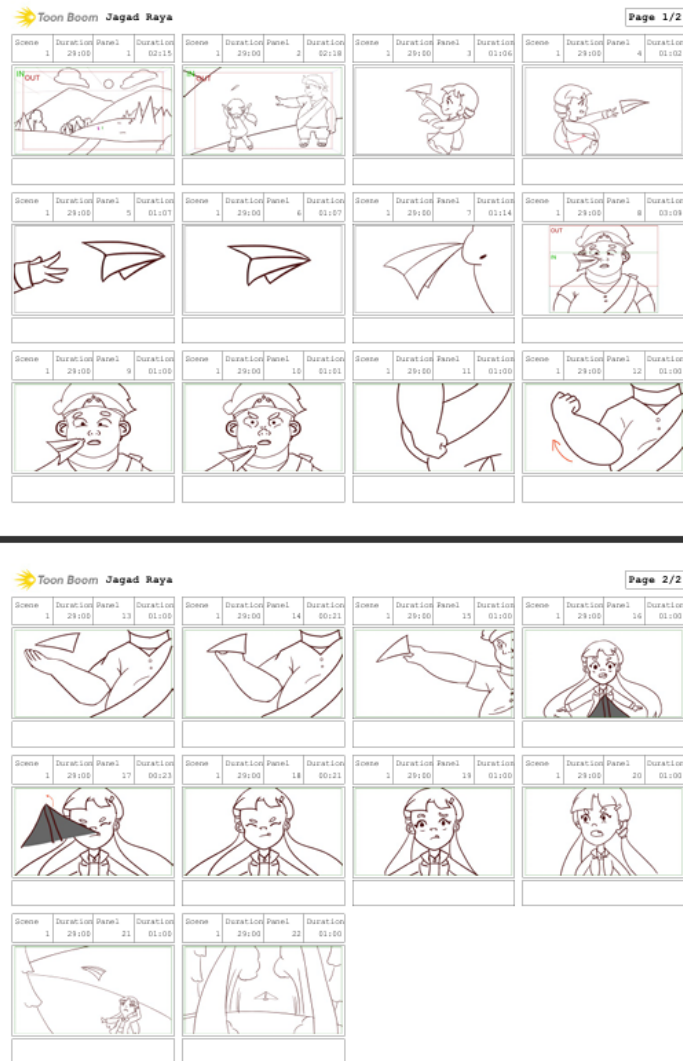 Toon Boom Jagad Raya Page 1/2
Scene Duration Panel Duration Scene Duration Panel Duration Scene Duration Panel Duration Scene Duration Panel Duration
1 29:00 1 02:15 1 29:00 2 02:18 1 29:00 3 01:06 1 29:00 4 01:02
IN OUT IN OUT
Scene Duration Panel Duration Scene Duration Panel Duration Scene Duration Panel Duration Scene Duration Panel Duration
1 29:00 5 01:07 1 29:00 6 01:07 1 29:00 7 01:14 1 29:00 8 03:09
OUT
IN
Scene Duration Panel Duration Scene Duration Panel Duration Scene Duration Panel Duration Scene Duration Panel Duration
1 29:00 9 01:00 1 29:00 10 01:01 1 29:00 11 01:00 1 29:00 12 01:00
Toon Boom Jagad Raya Page 2/2
Scene Duration Panel Duration Scene Duration Panel Duration Scene Duration Panel Duration Scene Duration Panel Duration
1 29:00 13 01:00 1 29:00 14 00:21 1 29:00 15 01:00 1 29:00 16 01:00
Scene Duration Panel Duration Scene Duration Panel Duration Scene Duration Panel Duration Scene Duration Panel Duration
1 29:00 17 00:23 1 29:00 18 00:21 1 29:00 19 01:00 1 29:00 20 01:00
Scene Duration Panel Duration Scene Duration Panel Duration
1 29:00 21 01:00 1 29:00 22 01:00